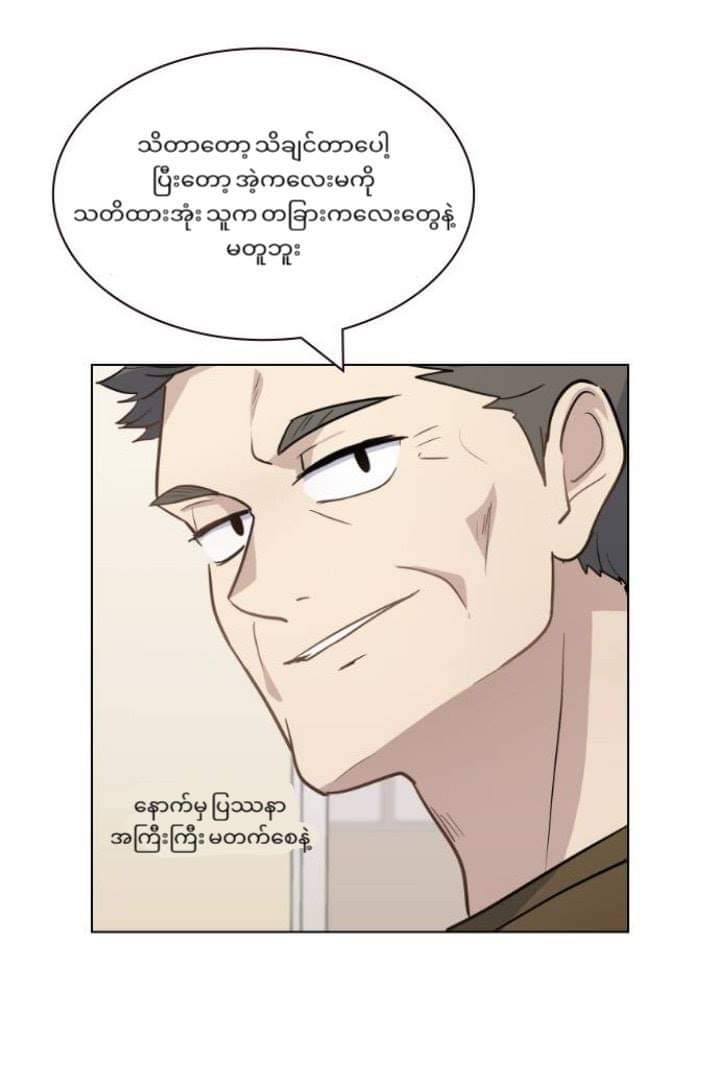 သိတာတော့ သိချင်တာပေါ့
ပြီးတော့ အဲ့ကလေးမကို
သတိထားအုံး သူက တခြားကလေးတွေနဲ့
မတူဘူး
နောက်မှ ပြဿနာ
အကြီးကြီး မတက်စေနဲ့